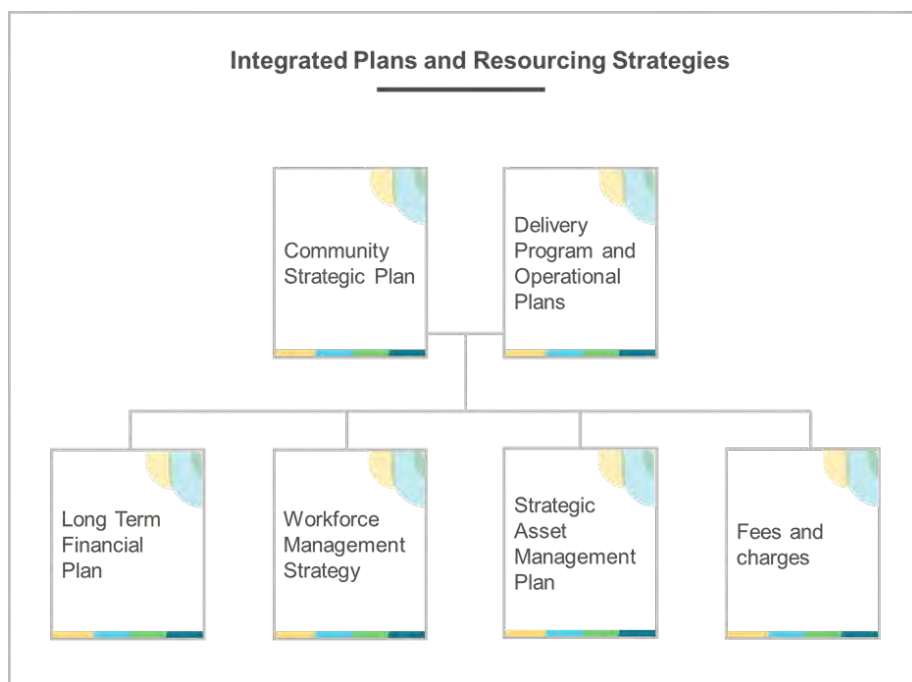 Integrated Plans and Resourcing Strategies
Community
Strategic Plan
Delivery
Program and
Operational
Plans
Long Term
Financial
Plan
Workforce
Management
Strategy
Strategic
Asset
Management
Plan
Fees and
charges